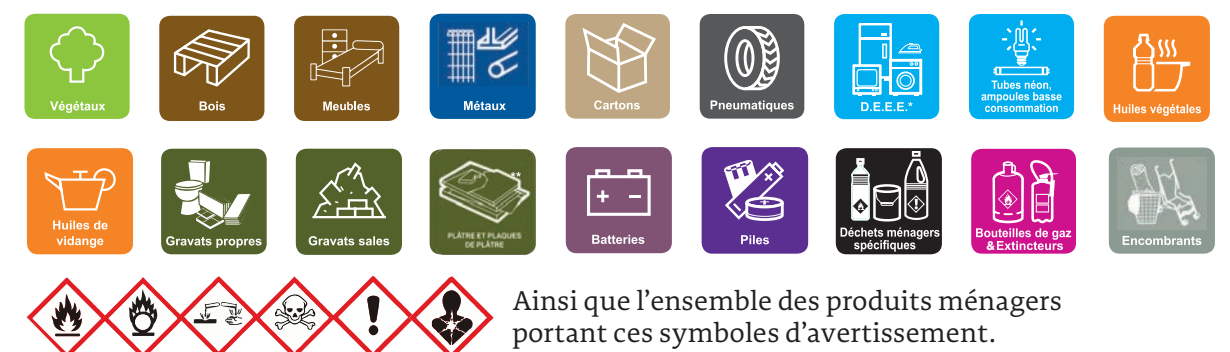 Végétaux
Bois
Meubles
Métaux
Cartons
Pneumatiques
D.E.E.E.*
Tubes néon,
ampoules basse
consommation
Huiles végétales
Huiles de
vidange
Gravats propres
Gravats sales
**
PLÂTRE ET PLAQUES
DE PLÂTRE
Batteries
Piles
Déchets ménagers
spécifiques
Bouteilles de gaz
&Extincteurs
Encombrants
Ainsi que l'ensemble des produits ménagers
portant ces symboles d'avertissement.